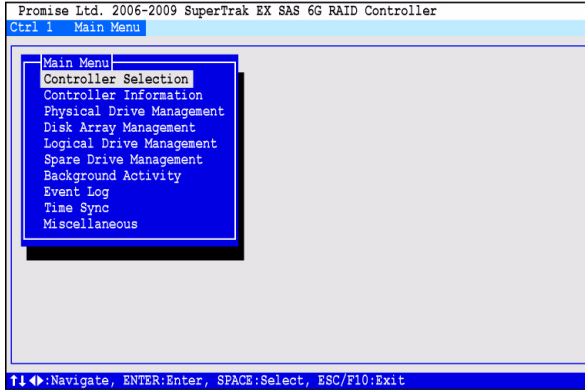 Promise Ltd. 2006-2009 SuperTrak EX SAS 6G RAID Controller
Ctrl 1 Main Menu
Main Menu
Controller Selection
Controller Information
Physical Drive Management
Disk Array Management
Logical Drive Management
Spare Drive Management
Background Activity
Event Log
Time Sync
Miscellaneous
↑↓◀▶:Navigate, ENTER:Enter, SPACE:Select, ESC/F10:Exit